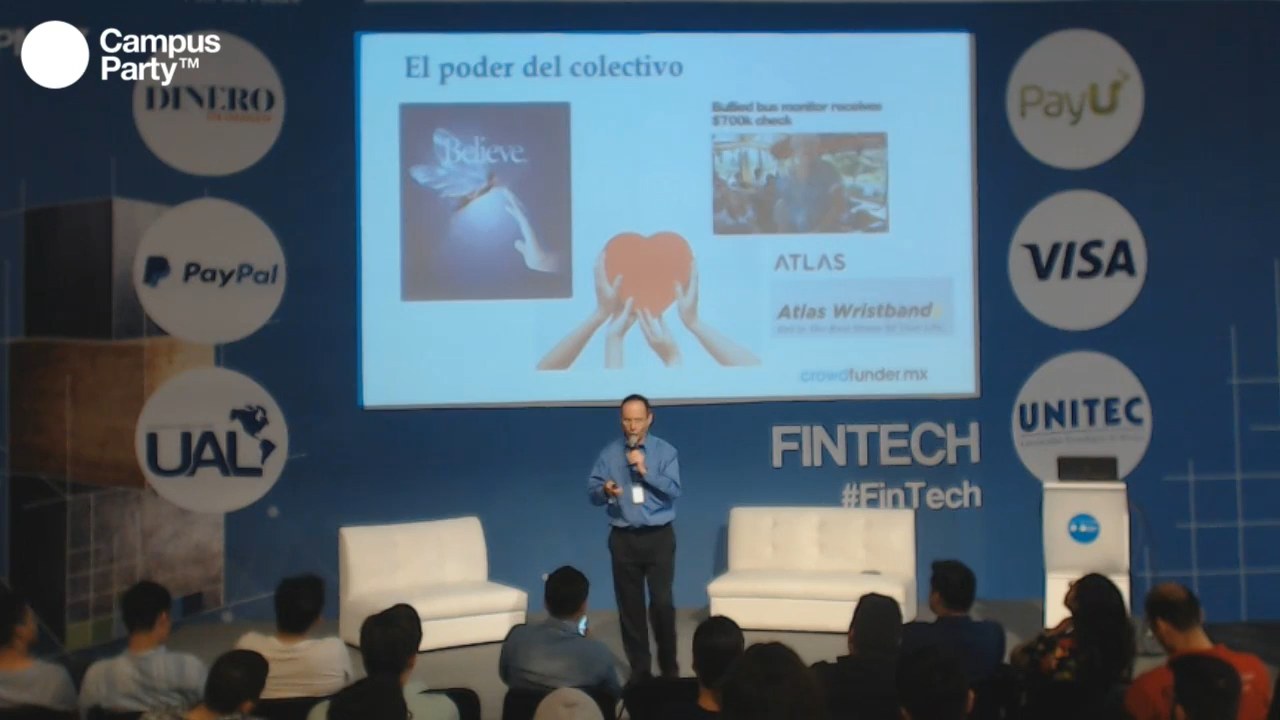 Campus
Party™
DINERO
PayPal
UAL
El poder del colectivo
Believe
Bullied bus monitor receives
$700k check
ATLAS
Atlas Wristband
crowdfunder.mx
PayU
VISA
UNITEC
FINTECH
#FinTech